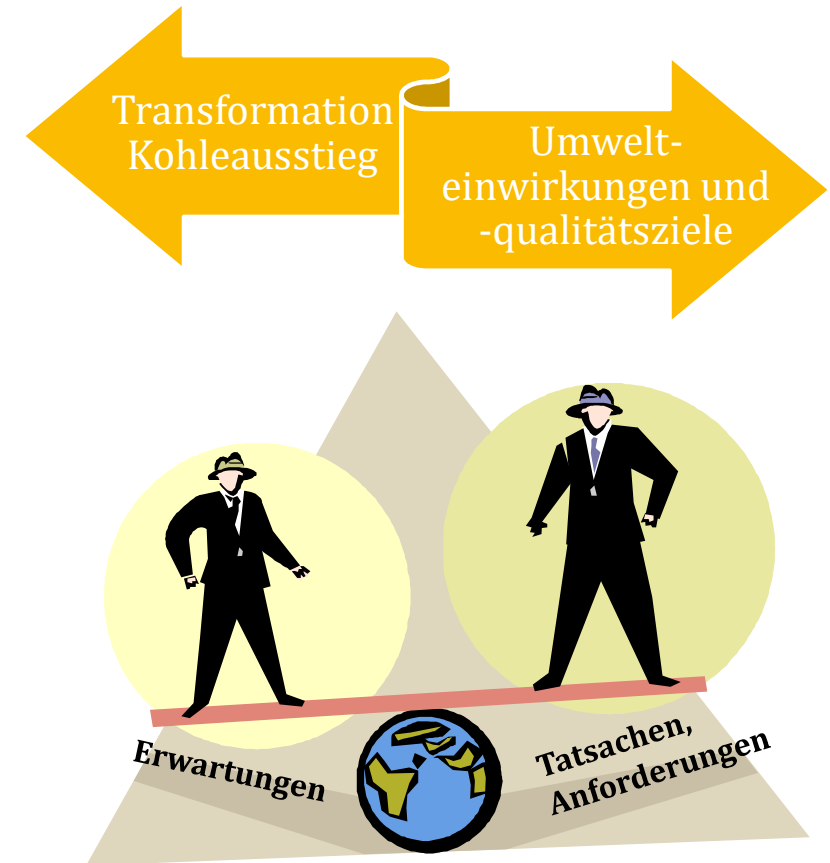 Transformation
Kohleausstieg
Umwelt-
einwirkungen und
-qualitätsziele
Erwartungen
Tatsachen,
Anforderungen